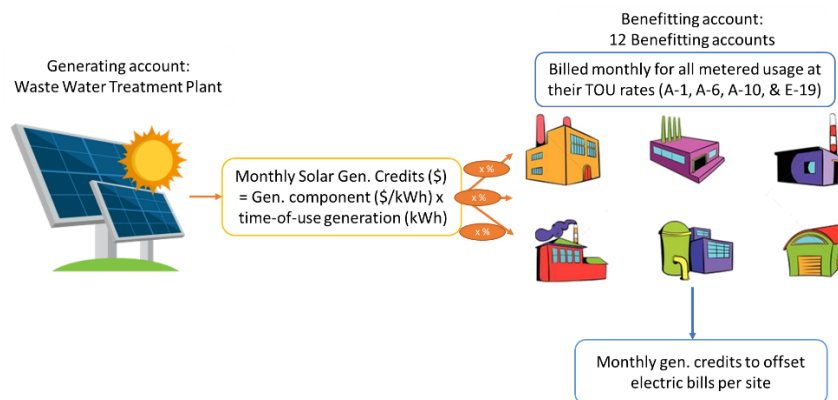 Benefitting account:
12 Benefitting accounts
Generating account:
Waste Water Treatment Plant
Billed monthly for all metered usage at
their TOU rates (A-1, A-6, A-10, & E-19)
Monthly Solar Gen. Credits ($)
= Gen. component ($/kWh) x
time-of-use generation (kWh)
x %
x %
x %
Monthly gen. credits to offset
electric bills per site